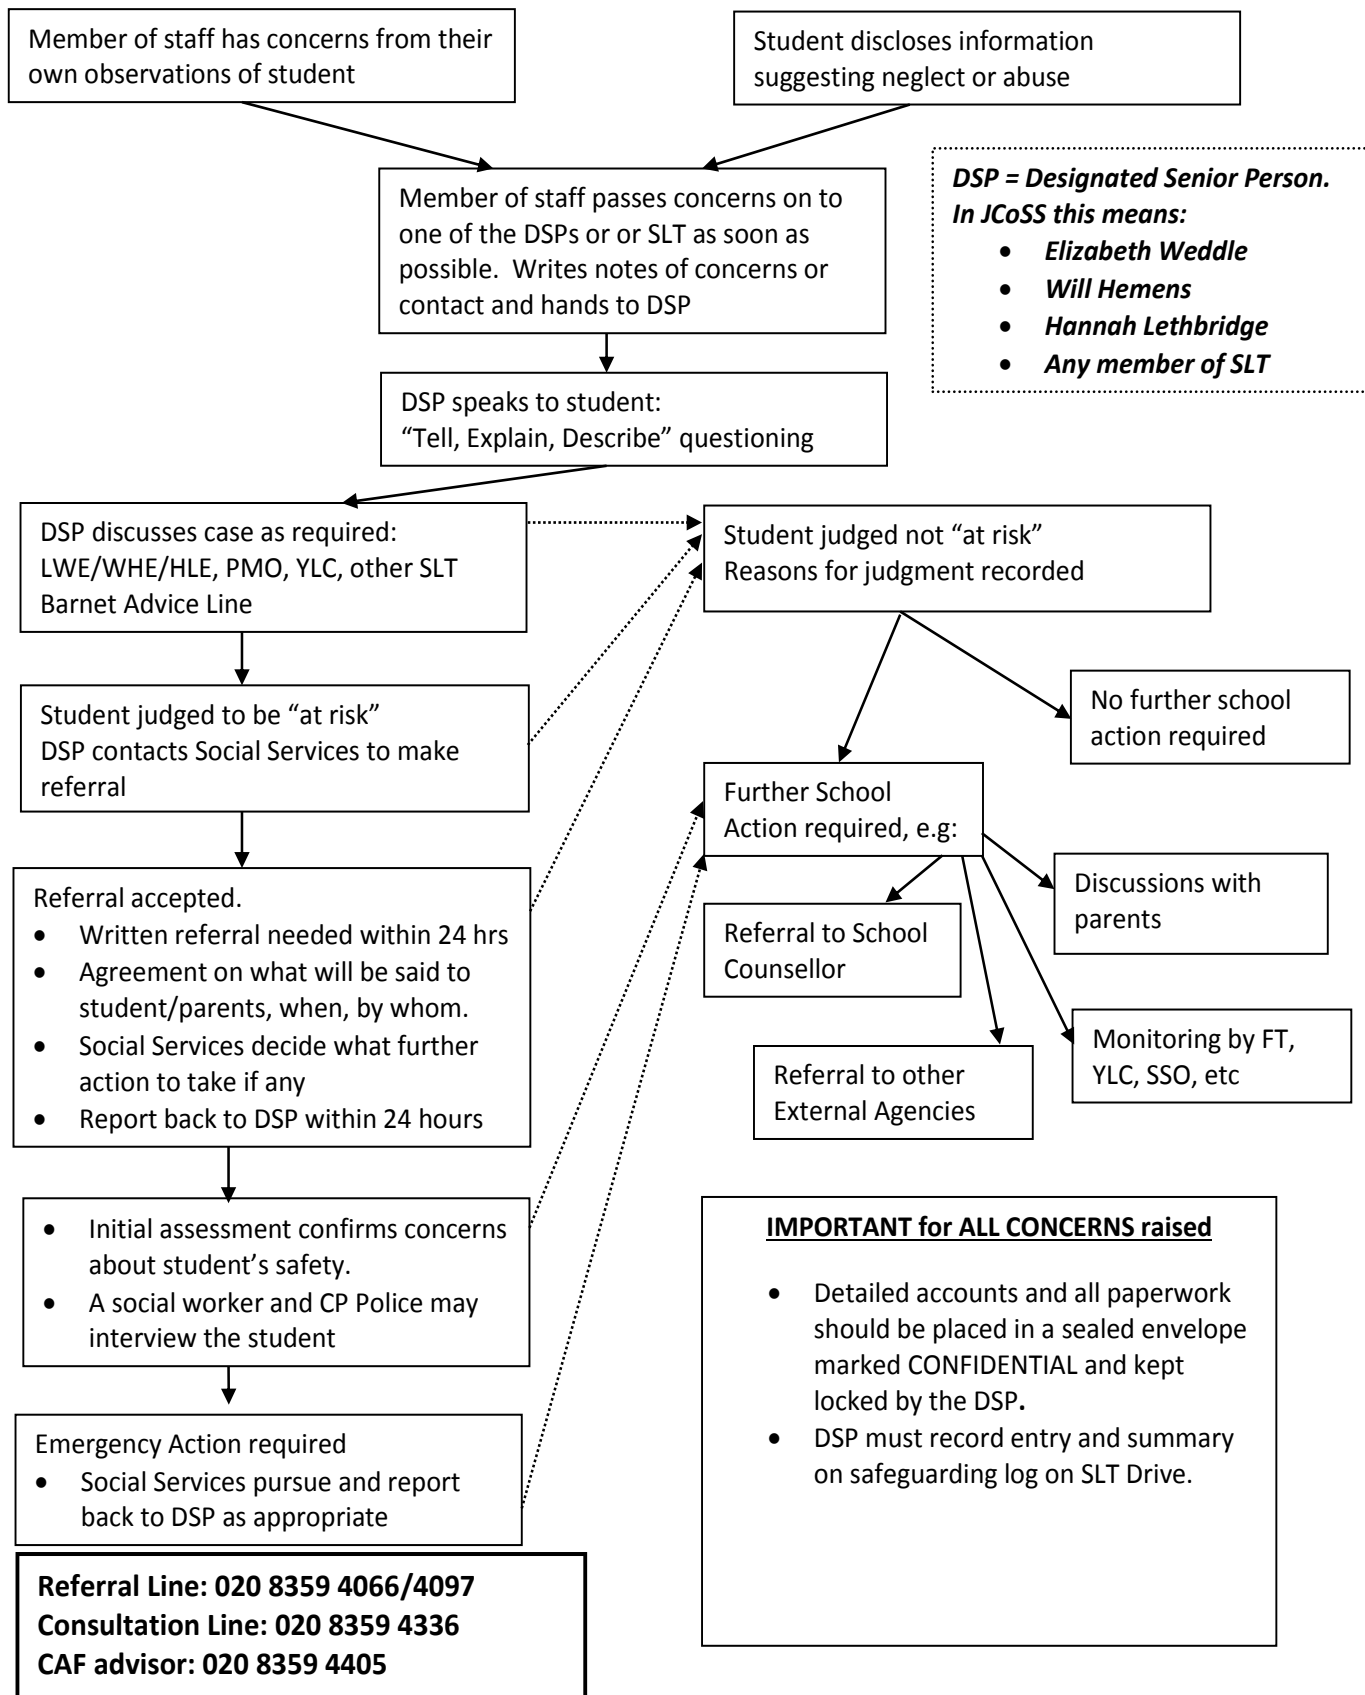 Member of staff has concerns from their
own observations of student
Student discloses information
suggesting neglect or abuse
DSP = Designated Senior Person.
In JCoSS this means:
• Elizabeth Weddle
• Will Hemens
• Hannah Lethbridge
• Any member of SLT
Member of staff passes concerns on to
one of the DSPs or or SLT as soon as
possible. Writes notes of concerns or
contact and hands to DSP
DSP speaks to student:
“Tell, Explain, Describe” questioning
DSP discusses case as required:
LWE/WHE/HLE, PMO, YLC, other SLT
Barnet Advice Line
Student judged not “at risk”
Reasons for judgment recorded
Student judged to be “at risk”
DSP contacts Social Services to make
referral
No further school
action required
Further School
Action required, e.g:
Referral accepted.
• Written referral needed within 24 hrs
• Agreement on what will be said to
student/parents, when, by whom.
• Social Services decide what further
action to take if any
• Report back to DSP within 24 hours
Discussions with
parents
Referral to School
Counsellor
Monitoring by FT,
YLC, SSO, etc
Referral to other
External Agencies
• Initial assessment confirms concerns
about student’s safety.
• A social worker and CP Police may
interview the student
IMPORTANT for ALL CONCERNS raised
• Detailed accounts and all paperwork
should be placed in a sealed envelope
marked CONFIDENTIAL and kept
locked by the DSP.
• DSP must record entry and summary
on safeguarding log on SLT Drive.
Emergency Action required
• Social Services pursue and report
back to DSP as appropriate
Referral Line: 020 8359 4066/4097
Consultation Line: 020 8359 4336
CAF advisor: 020 8359 4405